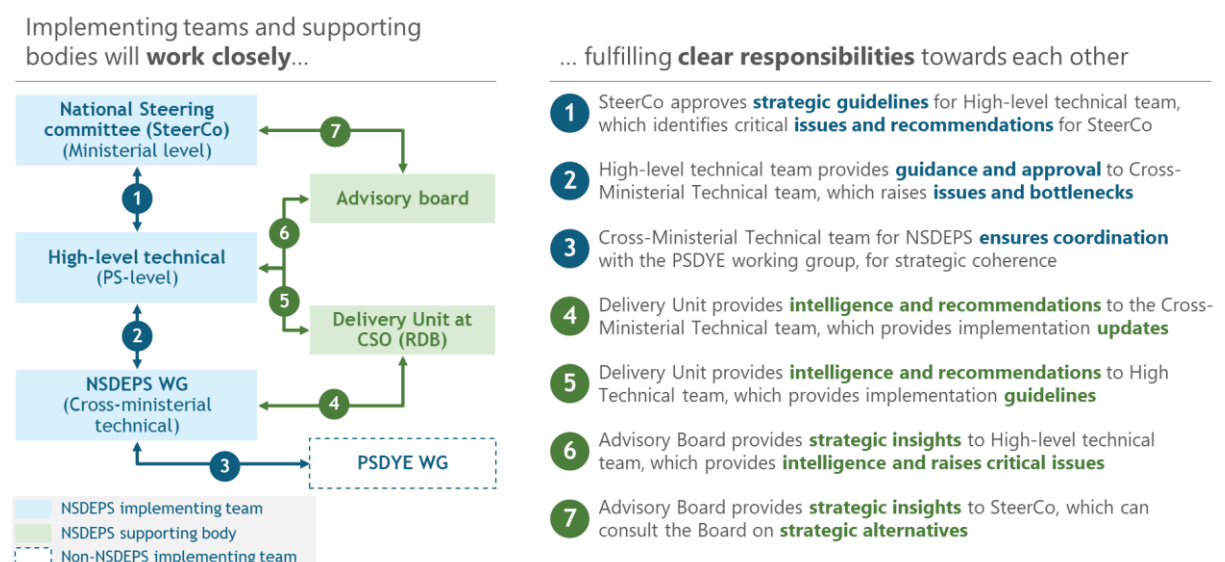 Implementing teams and supporting
bodies will work closely...
... fulfilling clear responsibilities towards each other
National Steering
committee (SteerCo)
(Ministerial level)
7
Advisory board
1
6
High-level technical
(PS-level)
5
Delivery Unit at
CSO (RDB)
2
NSDEPS WG
(Cross-ministerial
technical)
4
3
PSDYE WG
NSDEPS implementing team
NSDEPS supporting body
Non-NSDEPS implementing team
1
SteerCo approves strategic guidelines for High-level technical team,
which identifies critical issues and recommendations for SteerCo
2
High-level technical team provides guidance and approval to Cross-
Ministerial Technical team, which raises issues and bottlenecks
3
Cross-Ministerial Technical team for NSDEPS ensures coordination
with the PSDYE working group, for strategic coherence
4
Delivery Unit provides intelligence and recommendations to the Cross-
Ministerial Technical team, which provides implementation updates
5
Delivery Unit provides intelligence and recommendations to High
Technical team, which provides implementation guidelines
6
Advisory Board provides strategic insights to High-level technical
team, which provides intelligence and raises critical issues
7
Advisory Board provides strategic insights to SteerCo, which can
consult the Board on strategic alternatives